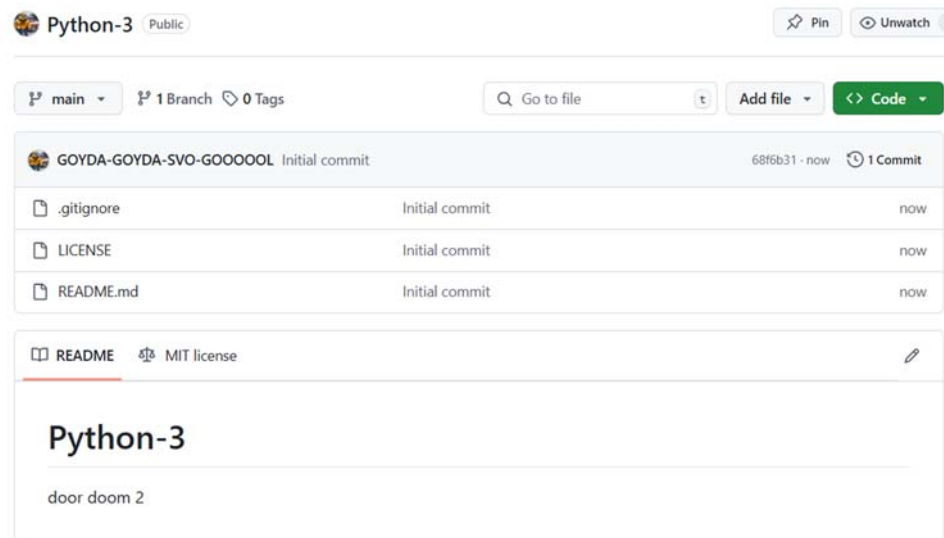 Python-3 Public Pin Unwatch
main 1 Branch 0 Tags Go to file t Add file Code
GOYDA-GOYDA-SVO-GOOOOOL Initial commit 68f6b31 · now 1 Commit
.gitignore Initial commit now
LICENSE Initial commit now
README.md Initial commit now
README MIT license
Python-3
door doom 2